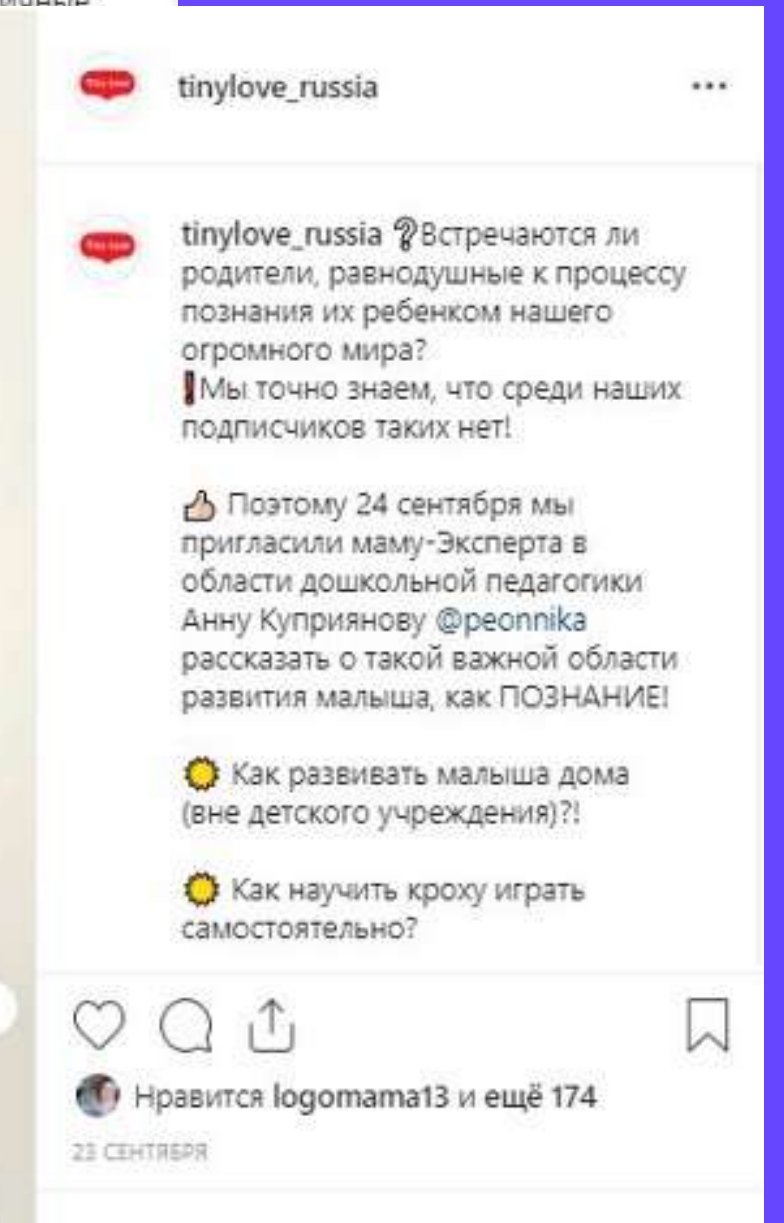 tinylove_russia
tinylove_russia ❔Встречаются ли
родители, равнодушные к процессу
познания их ребенком нашего
огромного мира?
❗Мы точно знаем, что среди наших
подписчиков таких нет!
👍🏻 Поэтому 24 сентября мы
пригласили маму-Эксперта в
области дошкольной педагогики
Анну Куприянову @peonnika
рассказать о такой важной области
развития малыша, как ПОЗНАНИЕ!
Как развивать малыша дома
(вне детского учреждения)?!
Как научить кроху играть
самостоятельно?
Нравится logomama13 и ещё 174
23 СЕНТЯБРЯ